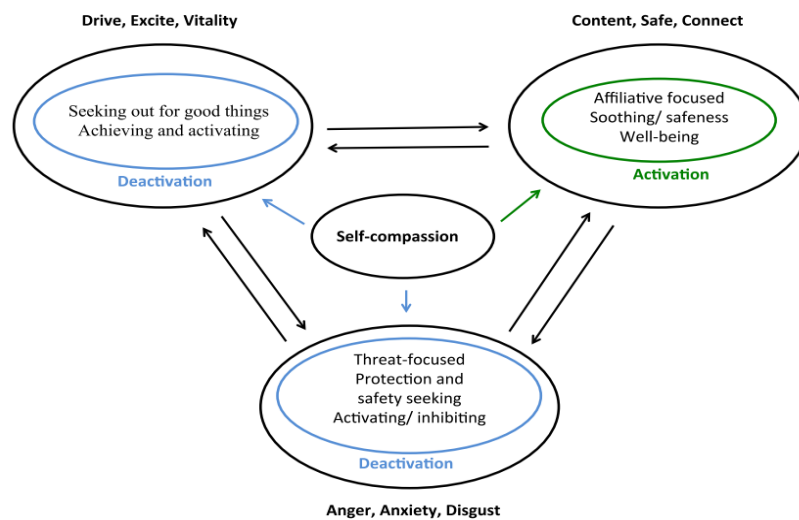 Drive, Excite, Vitality
Content, Safe, Connect
Seeking out for good things
Achieving and activating
Deactivation
Affiliative focused
Soothing/ safeness
Well-being
Activation
Self-compassion
Threat-focused
Protection and
safety seeking
Activating/ inhibiting
Deactivation
Anger, Anxiety, Disgust